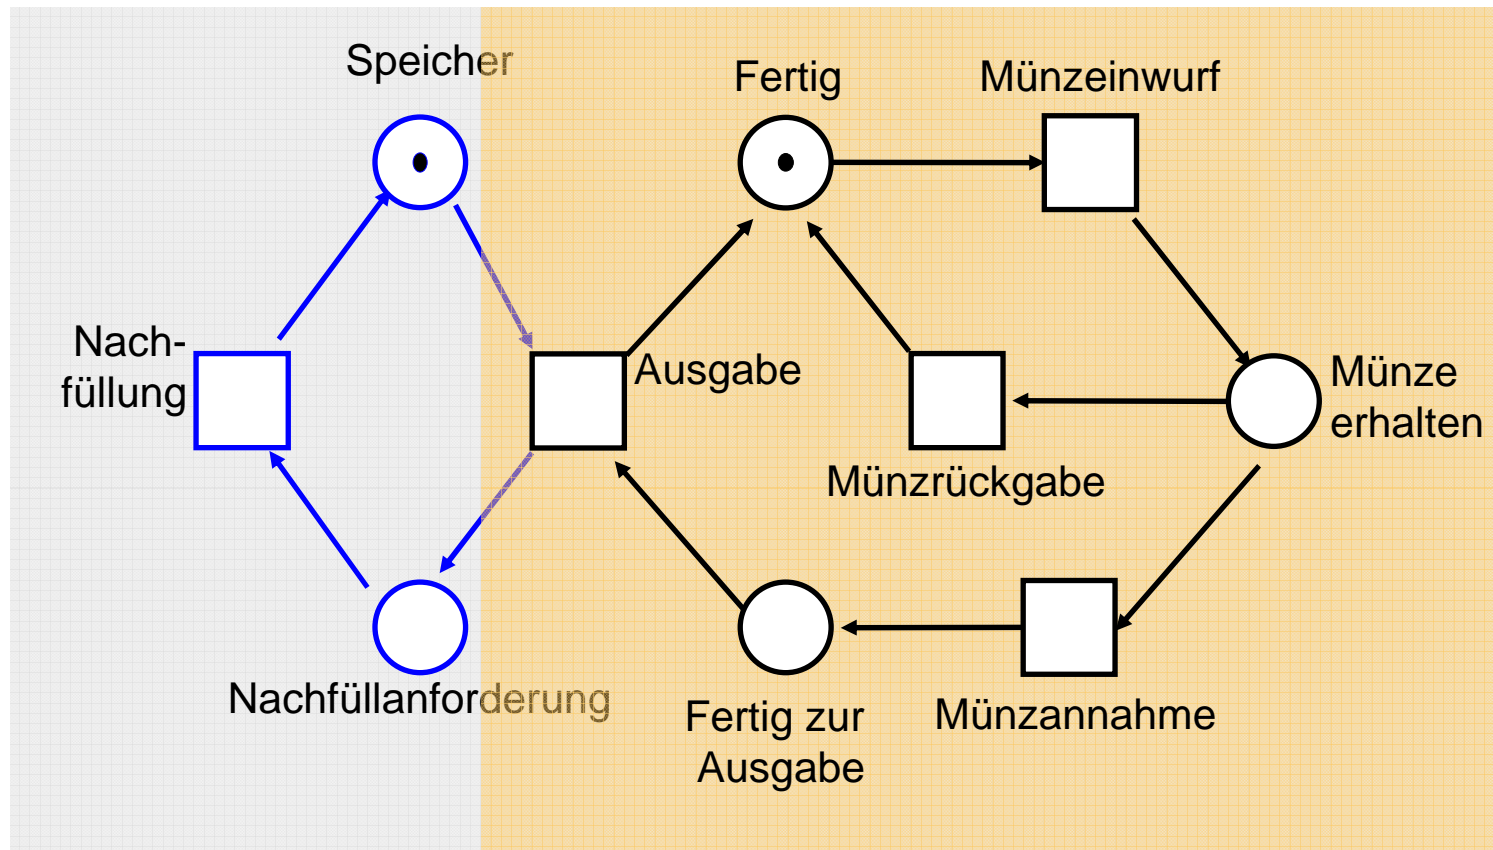 Speicher
Fertig
Münzeinwurf
Nach-
füllung
Ausgabe
Münze
erhalten
Münzrückgabe
Nachfüllanforderung
Fertig zur
Ausgabe
Münzannahme